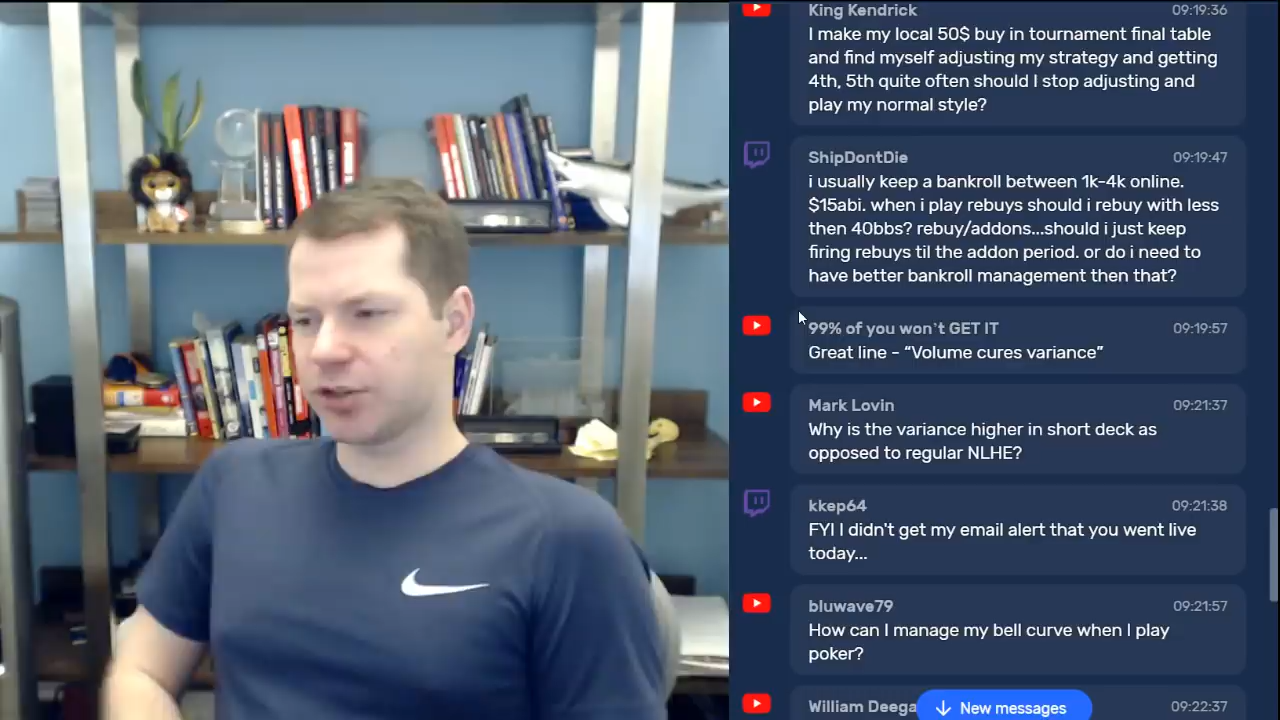 King Kendrick 09:19:36
I make my local 50$ buy in tournament final table
and find myself adjusting my strategy and getting
4th, 5th quite often should I stop adjusting and
play my normal style?
ShipDontDie 09:19:47
i usually keep a bankroll between 1k-4k online.
$15abi. when i play rebuys should i rebuy with less
then 40bbs? rebuy/addons...should i just keep
firing rebuys til the addon period. or do i need to
have better bankroll management then that?
99% of you won't GET IT 09:19:57
Great line - “Volume cures variance”
Mark Lovin 09:21:37
Why is the variance higher in short deck as
opposed to regular NLHE?
kkep64 09:21:38
FYI I didn't get my email alert that you went live
today...
bluwave79 09:21:57
How can I manage my bell curve when I play
poker?
William Deega 09:22:37
New messages